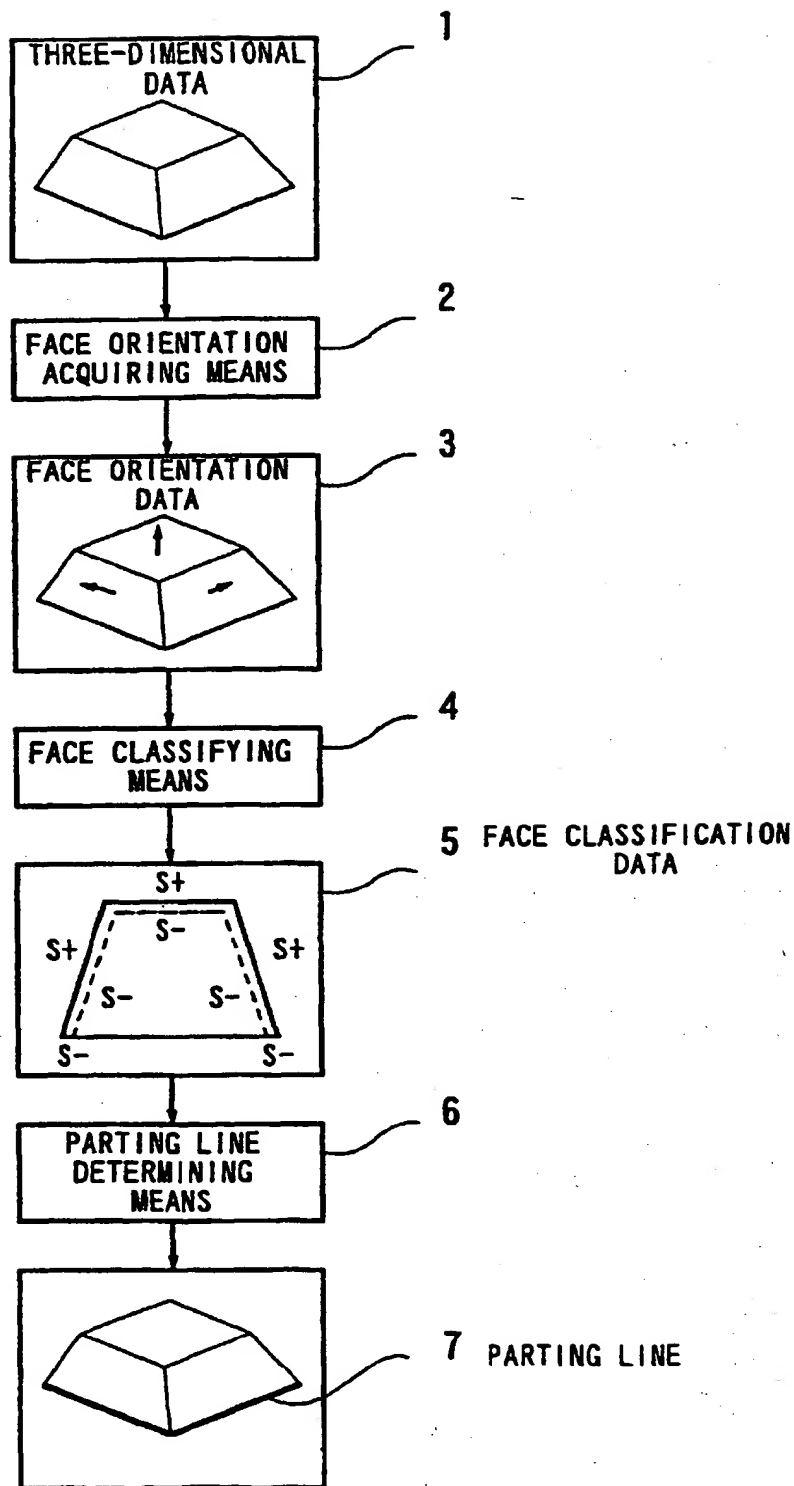 1
THREE-DIMENSIONAL
DATA
2
FACE ORIENTATION
ACQUIRING MEANS
3
FACE ORIENTATION
DATA
4
FACE CLASSIFYING
MEANS
5 FACE CLASSIFICATION
DATA
S+
S-
S+ S+
S- S-
S- S-
6
PARTING LINE
DETERMINING
MEANS
7 PARTING LINE